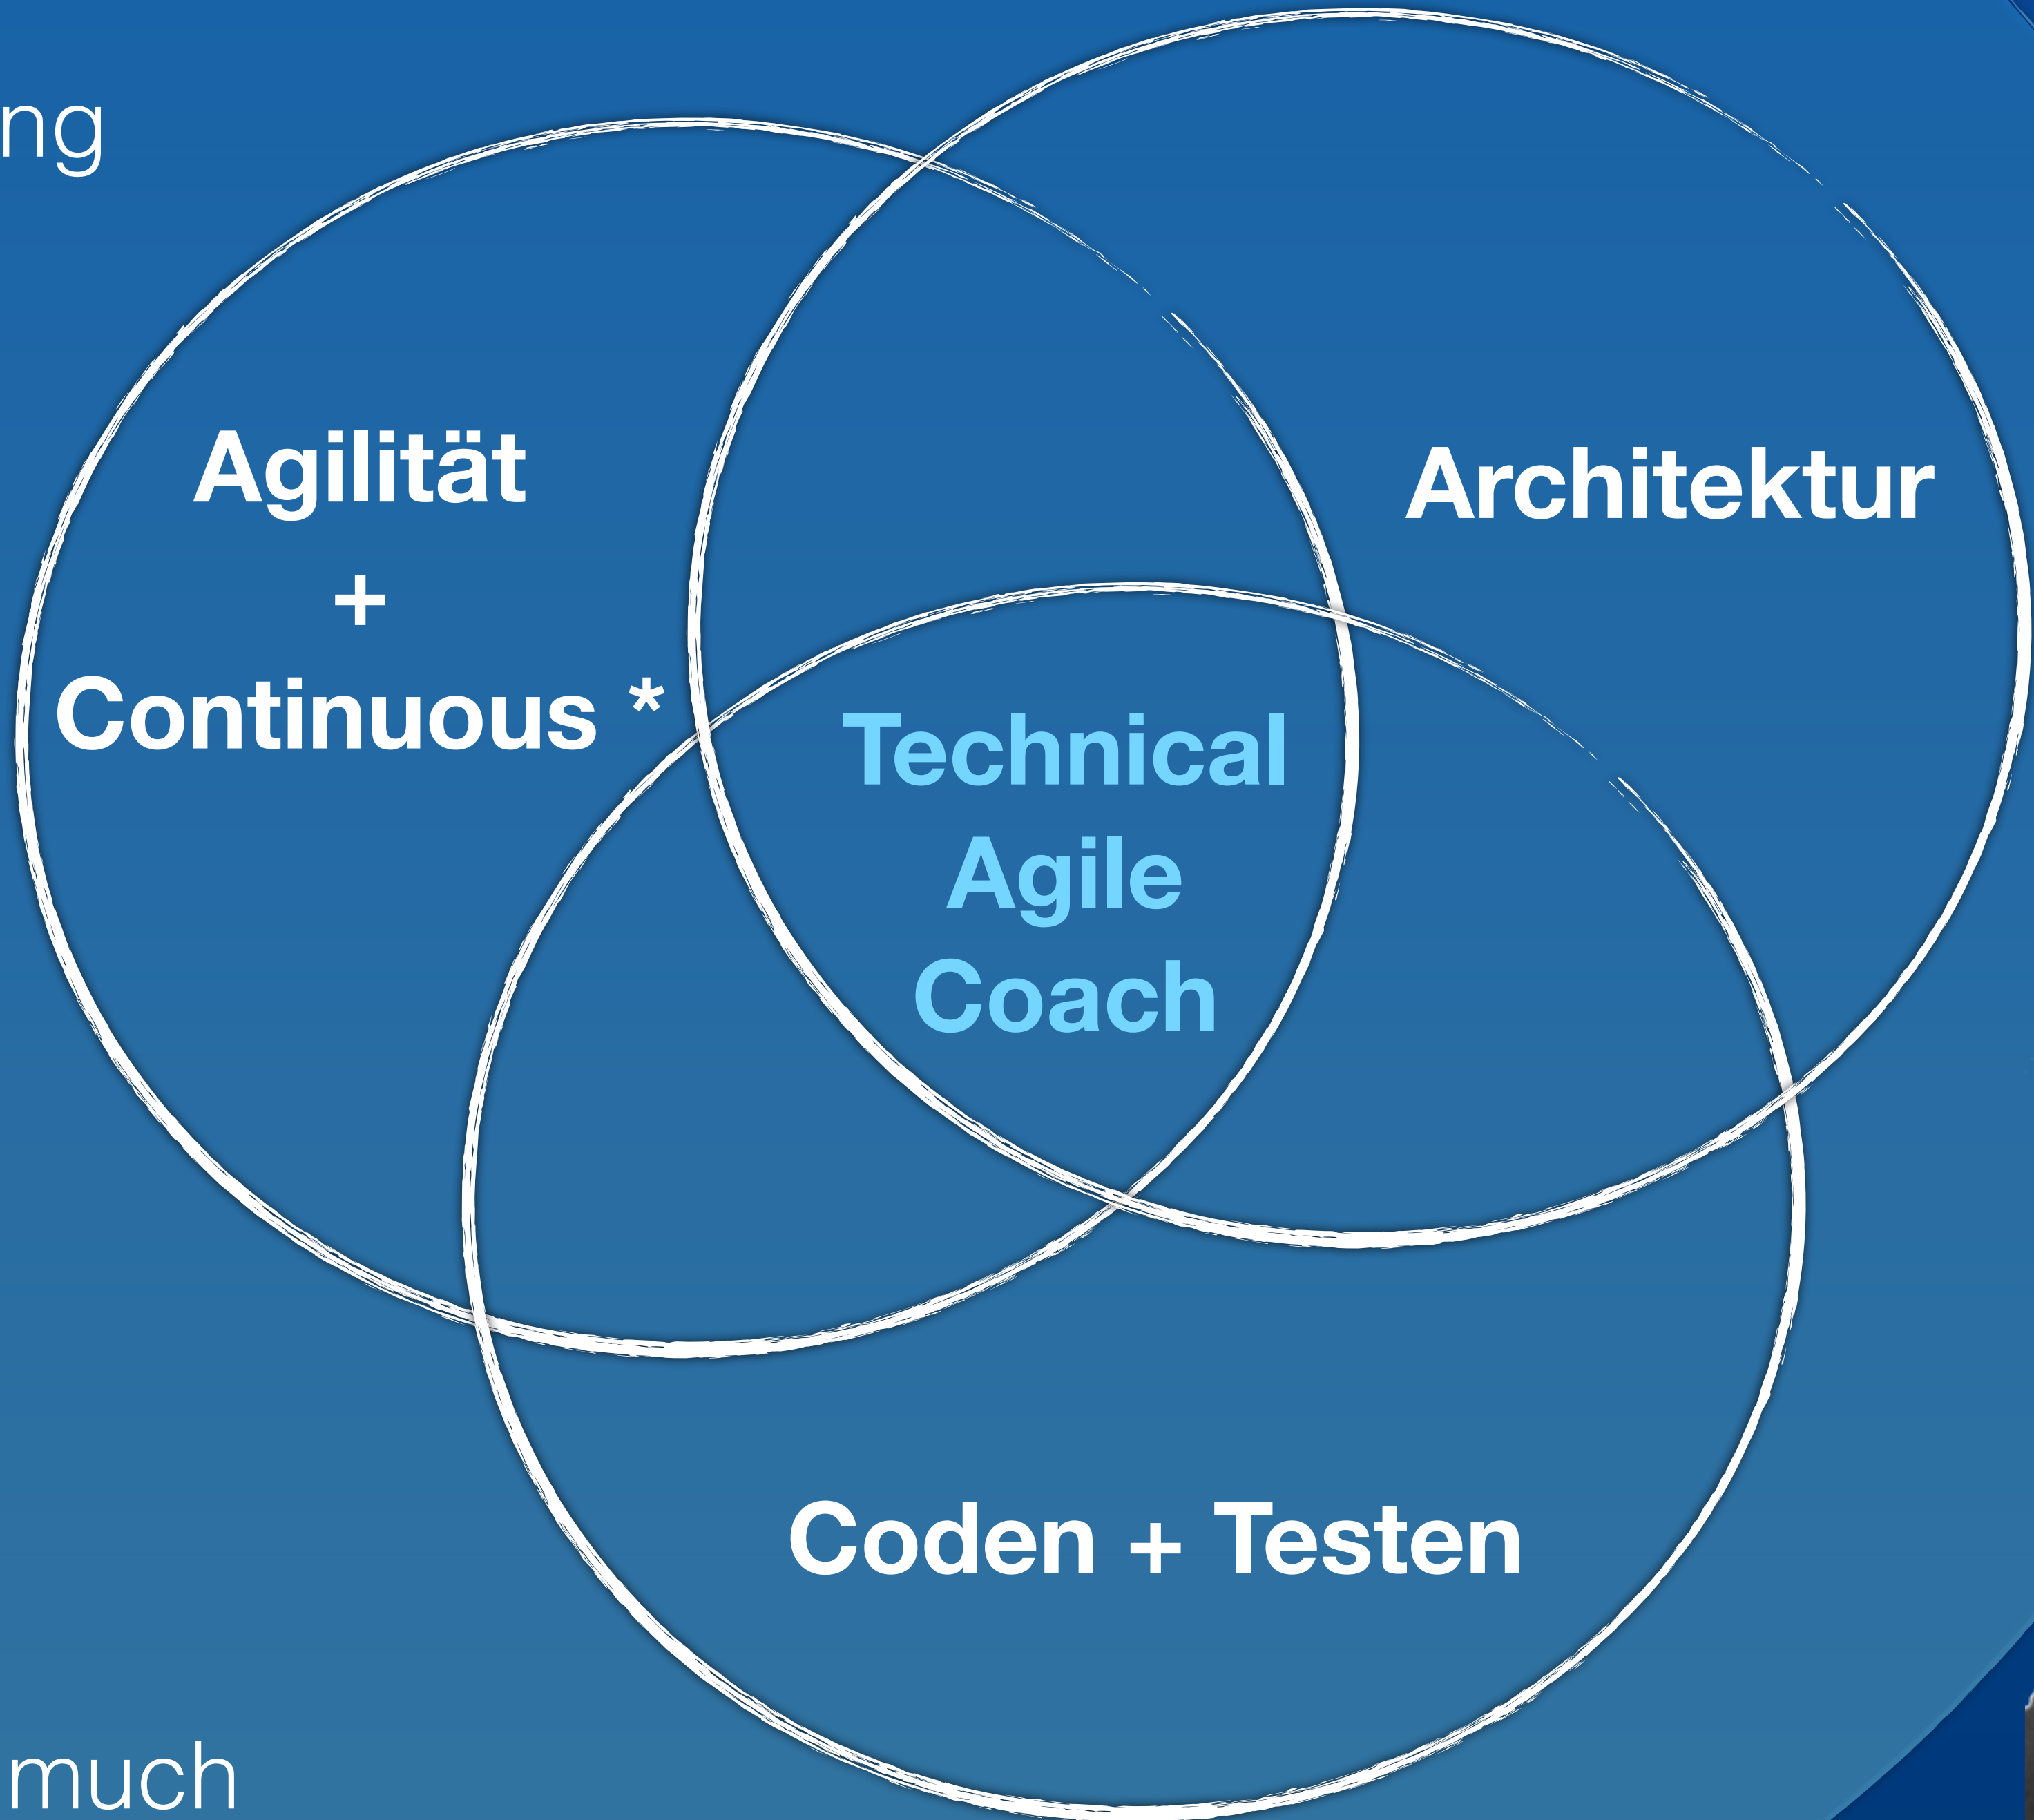 ng
Agilität
+
Continuous *
Architektur
Technical
Agile
Coach
Coden + Testen
much